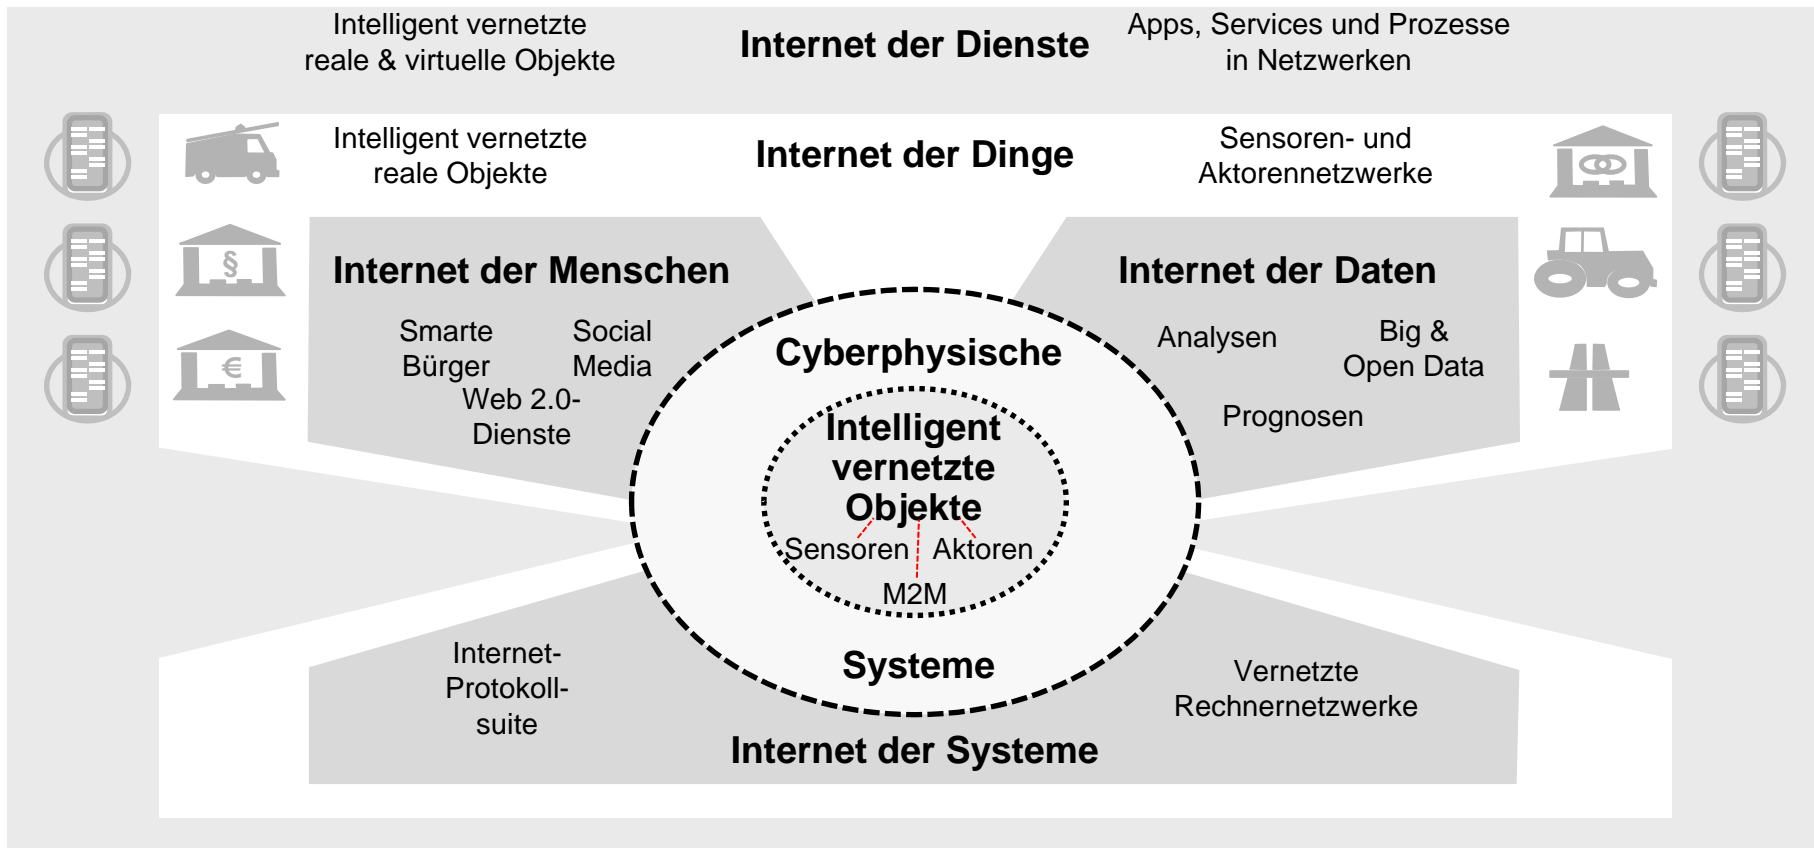 Intelligent vernetzte
reale & virtuelle Objekte
Internet der Dienste
Apps, Services und Prozesse
in Netzwerken
Intelligent vernetzte
reale Objekte
Internet der Dinge
Sensoren- und
Aktorennetzwerke
Internet der Menschen
Smarte
Bürger
Social
Media
Web 2.0-
Dienste
Internet der Daten
Analysen
Big &
Open Data
Prognosen
§
€
Cyberphysische
Intelligent
vernetzte
Objekte
Sensoren
Aktoren
M2M
Systeme
Internet-
Protokoll-
suite
Vernetzte
Rechnernetzwerke
Internet der Systeme